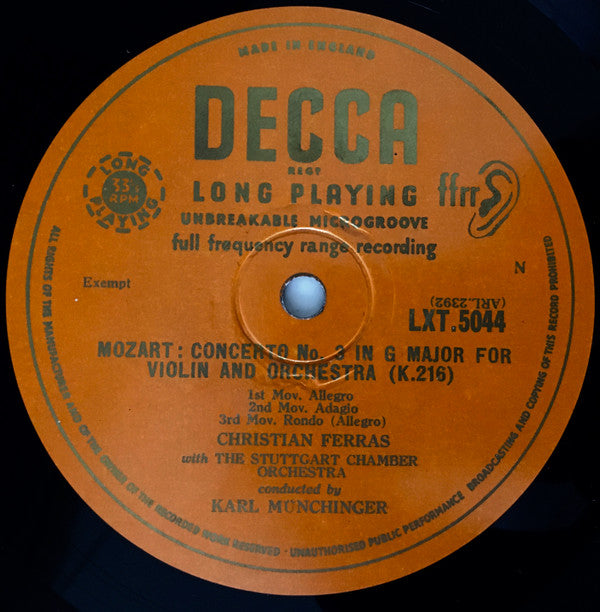 MADE IN ENGLAND
DECCA
REGD
LONG PLAYING
ffrr
LONG PLAYING
33⅓
RPM
UNBREAKABLE MICROGROOVE
full frequency range recording
Exempt
N
(ARL.2392)
LXT.5044
MOZART: CONCERTO No. 3 IN G MAJOR FOR
VIOLIN AND ORCHESTRA (K.216)
1st Mov. Allegro
2nd Mov. Adagio
3rd Mov. Rondo (Allegro)
CHRISTIAN FERRAS
with THE STUTTGART CHAMBER
ORCHESTRA
conducted by
KARL MÜNCHINGER
ALL RIGHTS OF THE MANUFACTURER AND OF THE OWNER OF THE RECORDED WORK RESERVED · UNAUTHORISED PUBLIC PERFORMANCE BROADCASTING AND COPYING OF THIS RECORD PROHIBITED